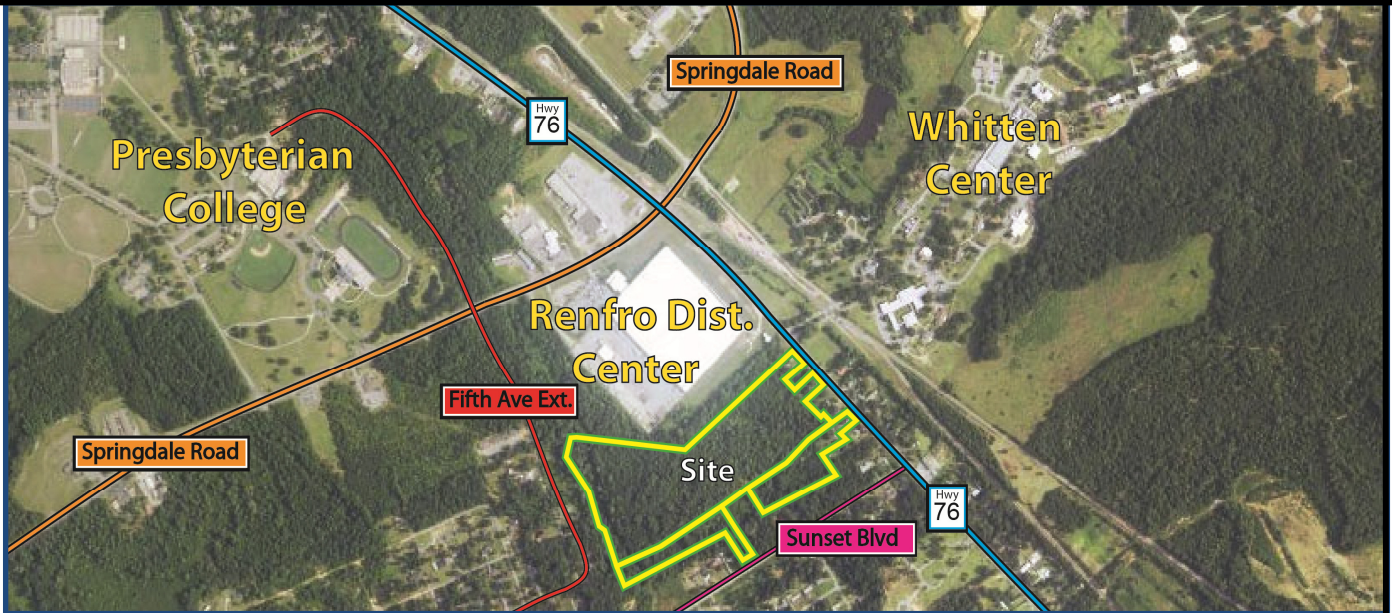 Springdale Road
Hwy
76
Presbyterian
College
Whitten
Center
Renfro Dist.
Center
Fifth Ave Ext.
Springdale Road
Site
Hwy
76
Sunset Blvd